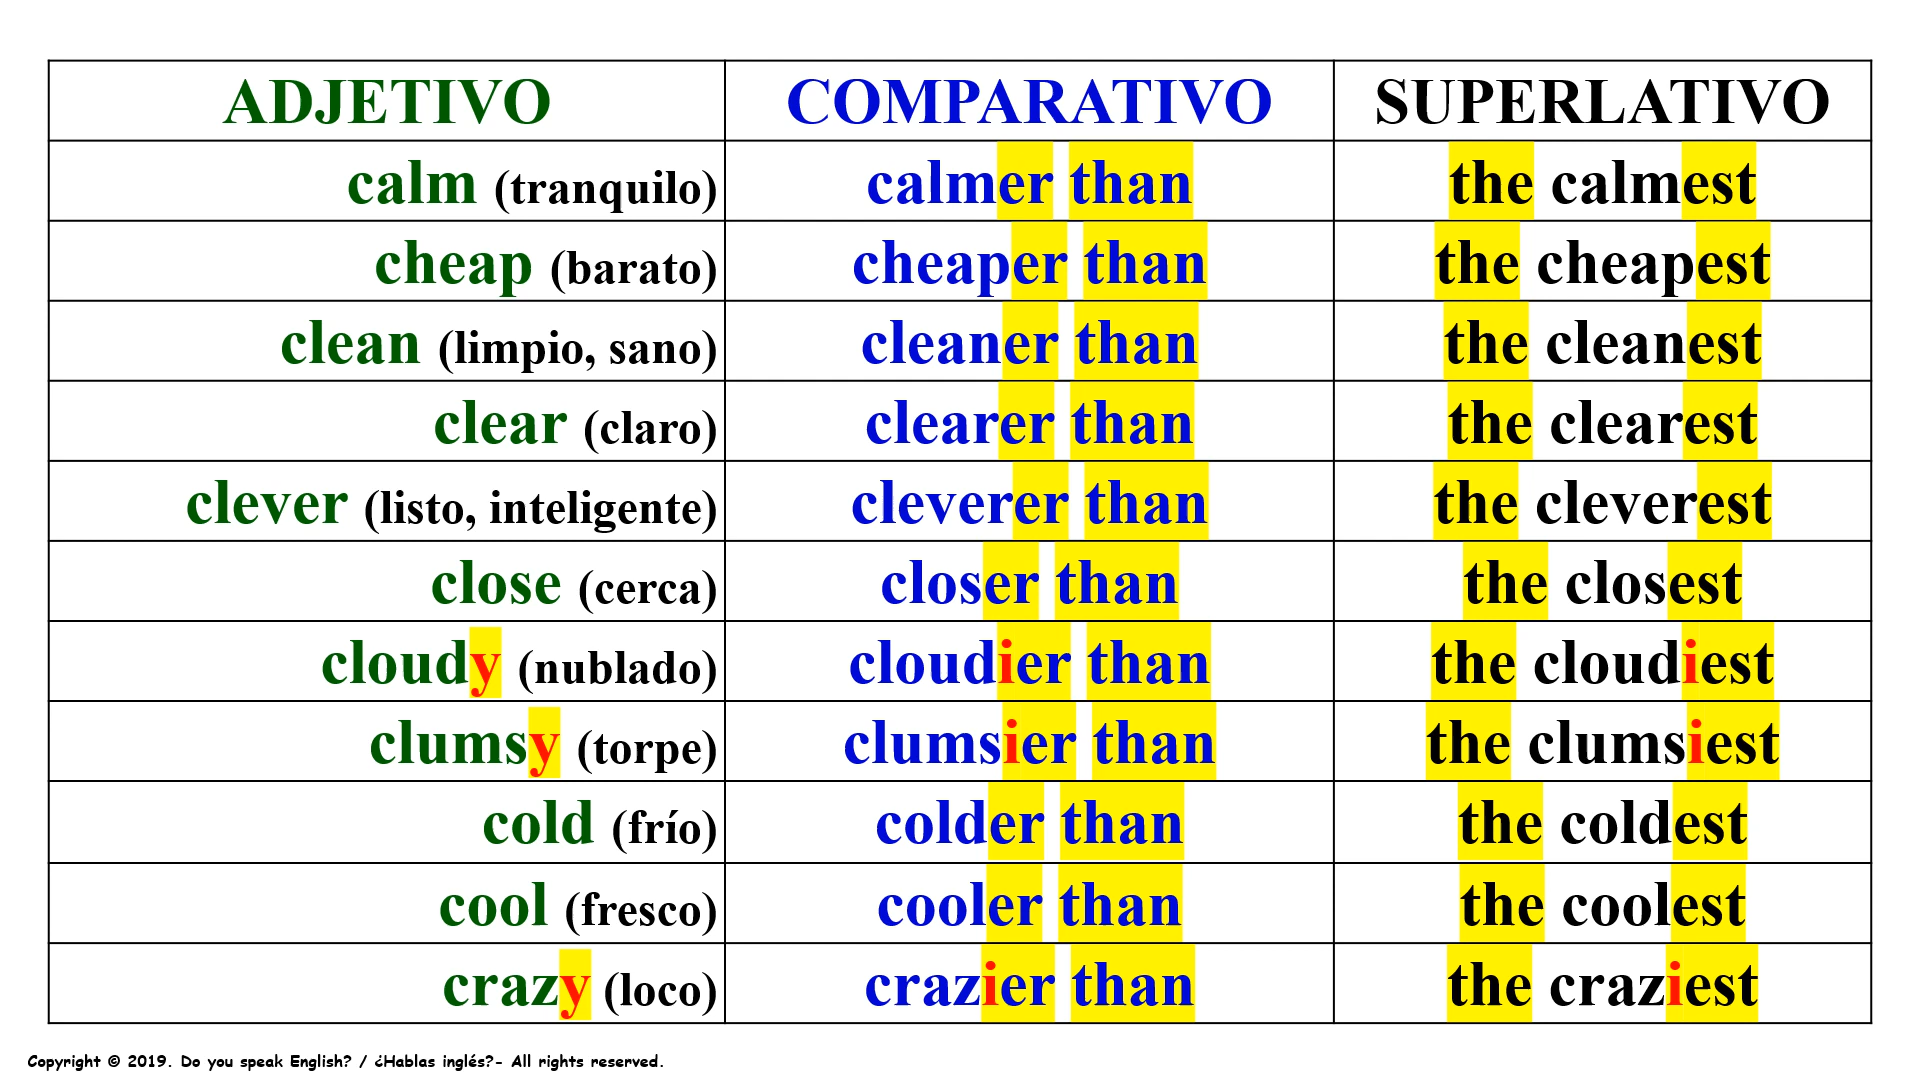 ADJETIVO COMPARATIVO SUPERLATIVO
calm (tranquilo) calmer than the calmest
cheap (barato) cheaper than the cheapest
clean (limpio, sano) cleaner than the cleanest
clear (claro) clearer than the clearest
clever (listo, inteligente) cleverer than the cleverest
close (cerca) closer than the closest
cloudy (nublado) cloudier than the cloudiest
clumsy (torpe) clumsier than the clumsiest
cold (frío) colder than the coldest
cool (fresco) cooler than the coolest
crazy (loco) crazier than the craziest
Copyright © 2019. Do you speak English? / ¿Hablas inglés?- All rights reserved.